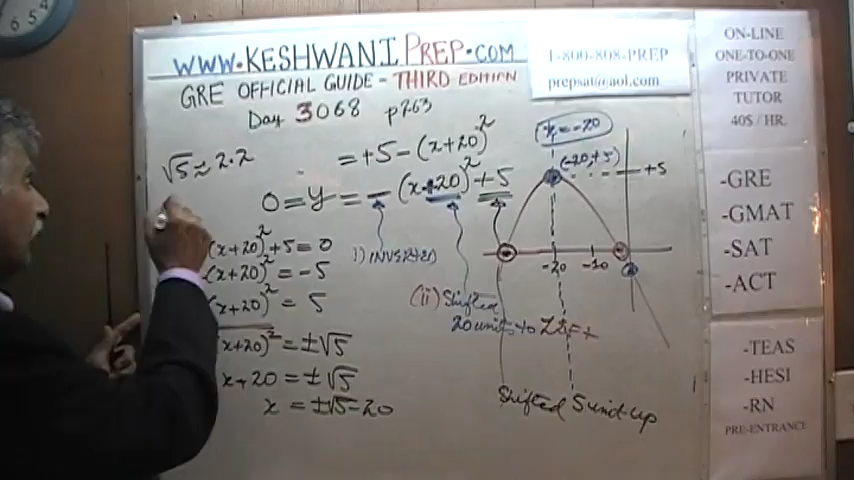 www.KESHWANIPREP.COM
GRE OFFICIAL GUIDE - THIRD EDITION
Day 3068 p263
1-800-808-PREP
prepsat@aol.com
ON-LINE
ONE-TO-ONE
PRIVATE
TUTOR
40$ / HR.
-GRE
-GMAT
-SAT
-ACT
-TEAS
-HESI
-RN
PRE-ENTRANCE
√5 ≈ 2.2
= +5 - (x+20)²
0 = y = - (x+20)² + 5
(x+20)² + 5 = 0
(x+20)² = -5
(x+20)² = 5
x+20)² = ±√5
x+20 = ±√5
x = ±√5-20
i) INVERTED
(ii) Shifted
20 units to Left
Shifted 5 unit-up
x = -20
(-20,+5)
+5
-20
-10
6 5 4